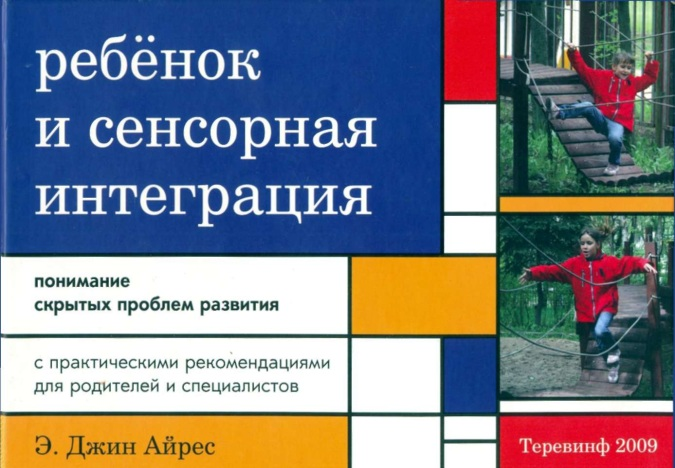 ребёнок
и сенсорная
интеграция
понимание
скрытых проблем развития
с практическими рекомендациями
для родителей и специалистов
Э. Джин Айрес
Теревинф 2009